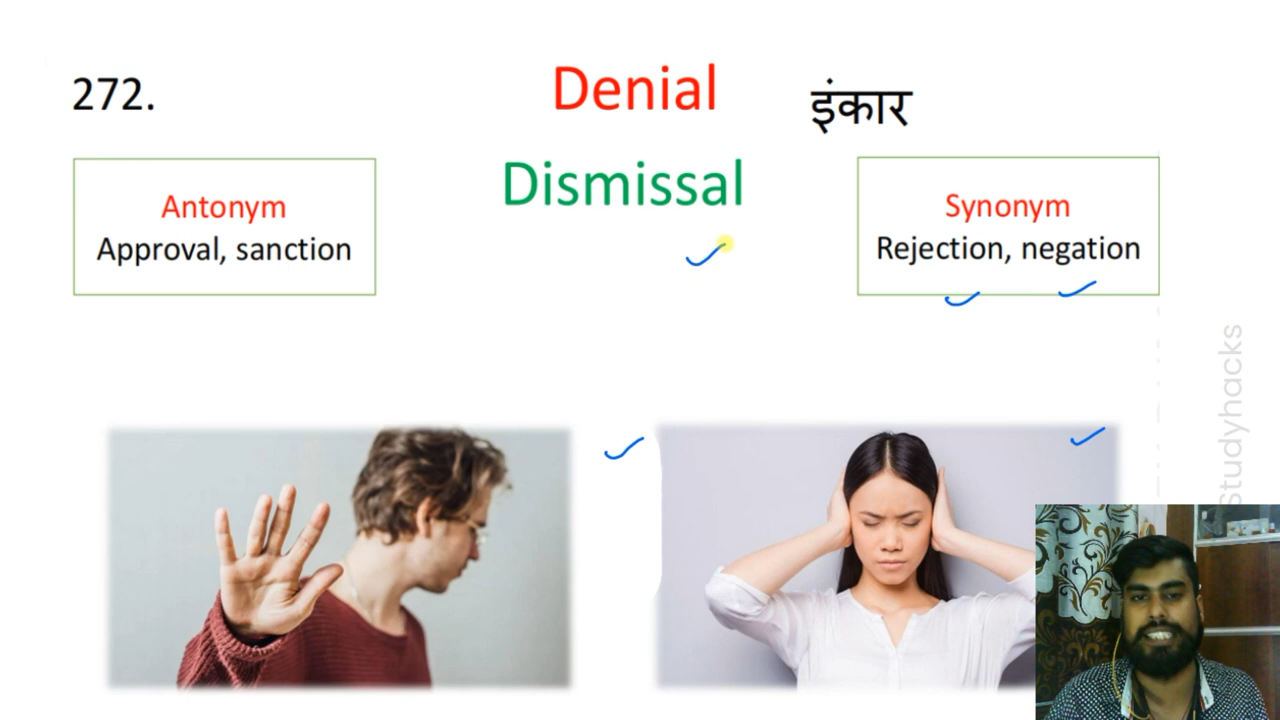 272.
Denial
इंकार
Dismissal
Antonym
Approval, sanction
Synonym
Rejection, negation
studyhacks